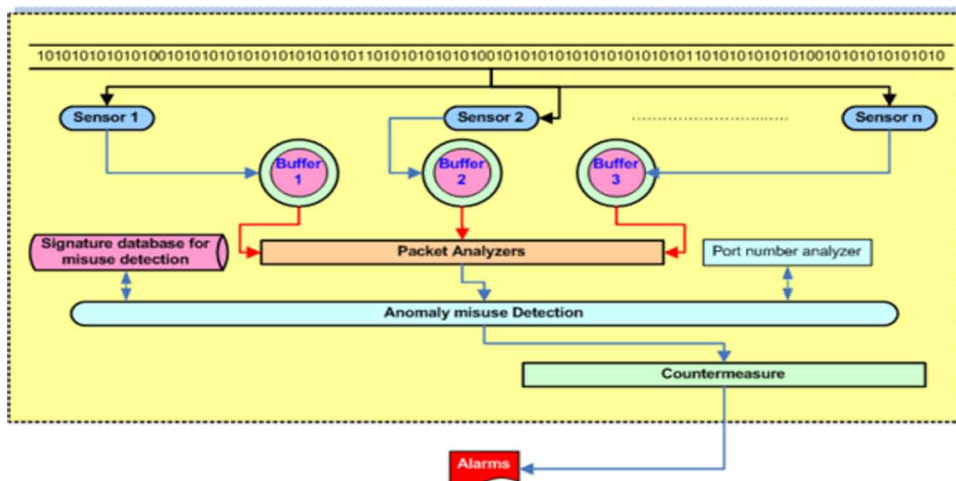 1010101010101001010101010101010101010110101010101010010101010101010101010101011010101010101001010101010101010
Sensor 1
Sensor 2
Sensor n
Buffer
1
Buffer
2
Buffer
3
Signature database for
misuse detection
Packet Analyzers
Port number analyzer
Anomaly misuse Detection
Countermeasure
Alarms